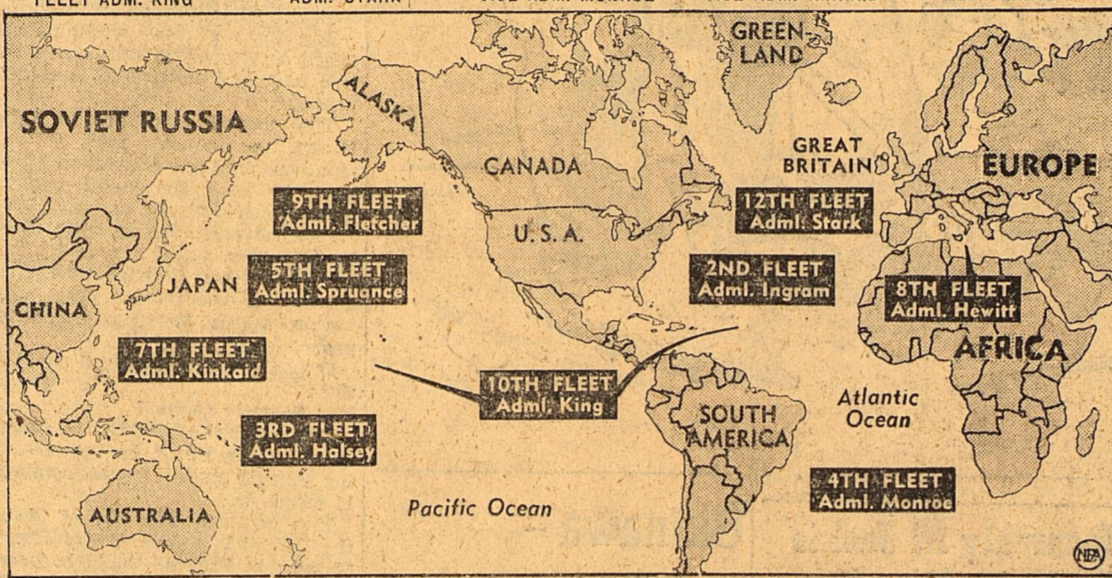 FLEET ADM. KING
ADM. STARK
GREEN-
LAND
ALASKA
SOVIET RUSSIA
CANADA
GREAT
BRITAIN
EUROPE
9TH FLEET
Adml. Fletcher
12TH FLEET
Adml. Stark
U. S. A.
5TH FLEET
Adml. Spruance
JAPAN
2ND FLEET
Adml. Ingram
8TH FLEET
Adml. Hewitt
CHINA
7TH FLEET
Adml. Kinkaid
AFRICA
10TH FLEET
Adml. King
Atlantic
Ocean
SOUTH
AMERICA
3RD FLEET
Adml. Halsey
4TH FLEET
Adml. Monroe
AUSTRALIA
Pacific Ocean
NEA